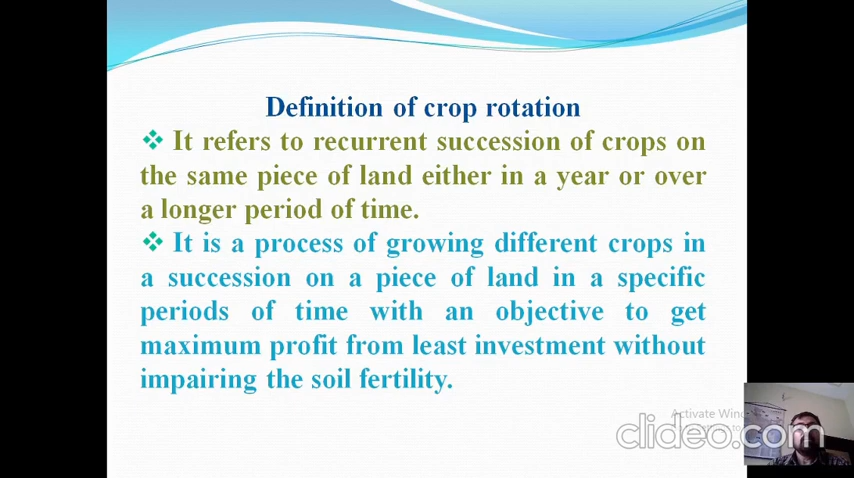 Definition of crop rotation
It refers to recurrent succession of crops on
the same piece of land either in a year or over
a longer period of time.
It is a process of growing different crops in
a succession on a piece of land in a specific
periods of time with an objective to get
maximum profit from least investment without
impairing the soil fertility.
Activate Wind
clideo.com